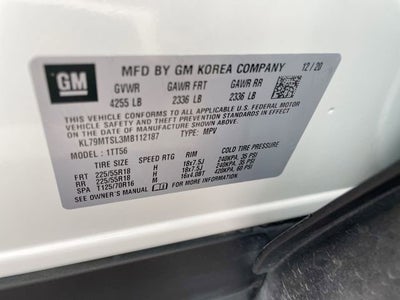 GM
MFD BY GM KOREA COMPANY 12/20
GVWR GAWR FRT GAWR RR
4255 LB 2336 LB 2336 LB
THIS VEHICLE CONFORMS TO ALL APPLICABLE U.S. FEDERAL MOTOR
VEHICLE SAFETY, BUMPER, AND THEFT PREVENTION STANDARDS
IN EFFECT ON THE DATE OF MANUFACTURE SHOWN ABOVE.
KL79MTSL3MB112187 TYPE: MPV
MODEL: 1TT56
TIRE SIZE SPEED RTG RIM COLD TIRE PRESSURE
FRT 225/55R18 H 18x7.5J 240KPA, 35 PSI
RR 225/55R18 H 18x7.5J 240KPA, 35 PSI
SPA T125/70R16 M 16x4.0BT 420KPA, 60 PSI
SEE OWNER'S MANUAL FOR ADDITIONAL INFORMATION.